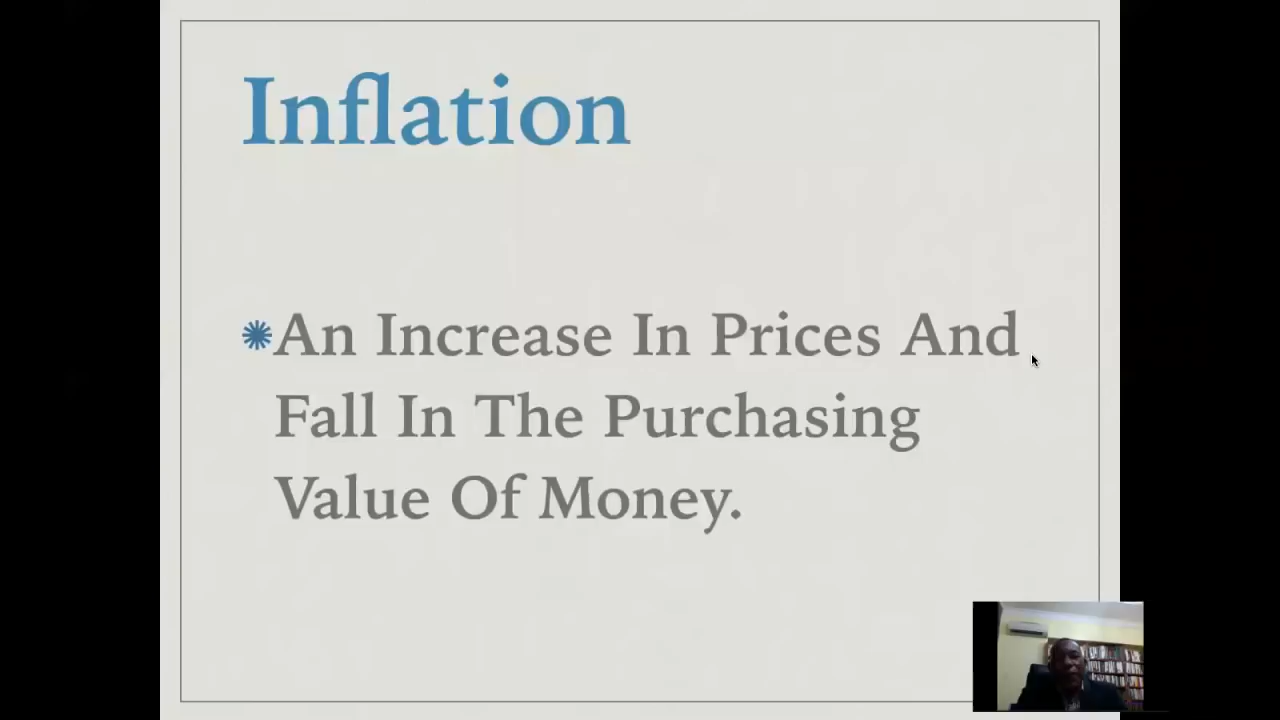 Inflation
An Increase In Prices And
Fall In The Purchasing
Value Of Money.